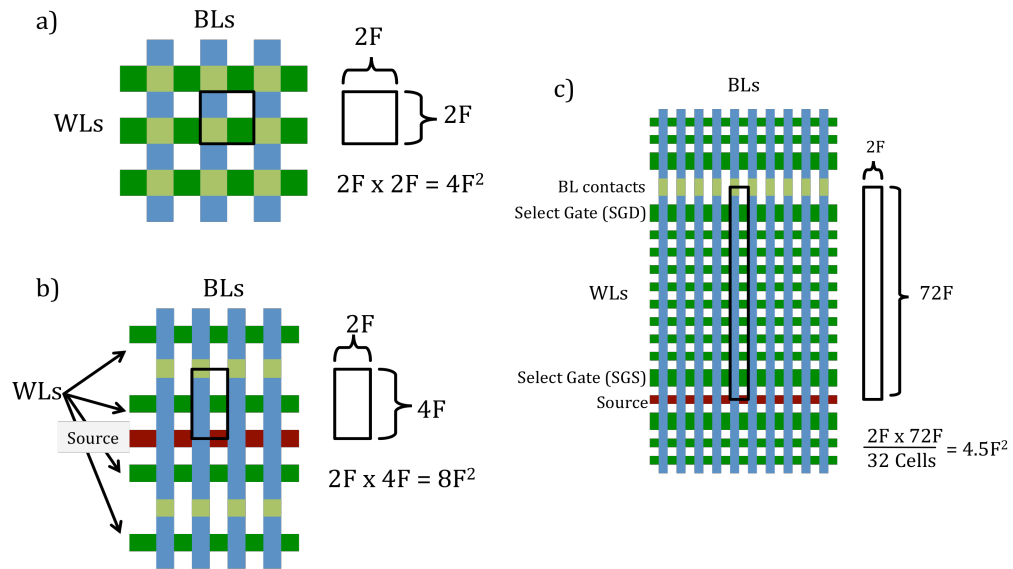 a)
BLs
WLs
2F
2F
2F x 2F = 4F²
b)
BLs
WLs
Source
2F
4F
2F x 4F = 8F²
c)
BLs
BL contacts
Select Gate (SGD)
WLs
Select Gate (SGS)
Source
2F
72F
2F x 72F
32 Cells
= 4.5F²